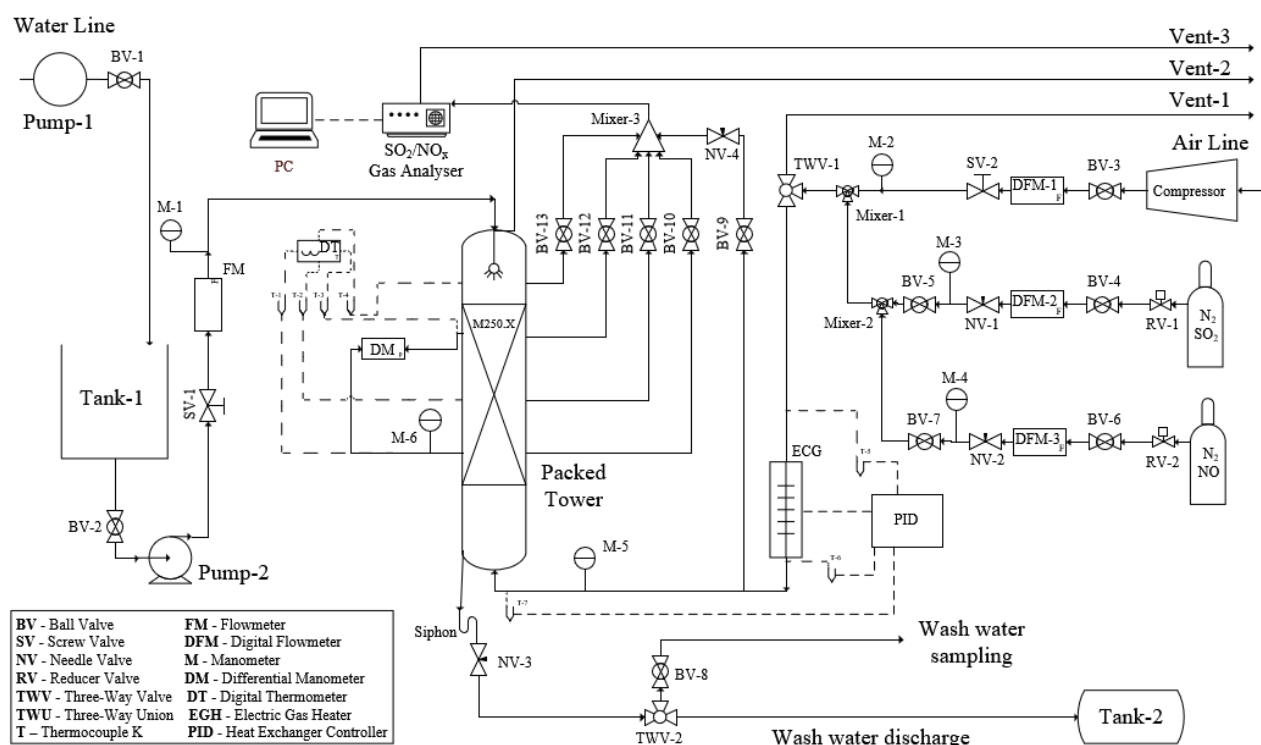 Water Line
BV-1
Pump-1
PC
SO₂/NOₓ
Gas Analyser
Mixer-3
NV-4
Vent-3
Vent-2
Vent-1
Air Line
TWV-1
M-2
SV-2
DFM-1
F
BV-3
Compressor
Mixer-1
M-1
FM
F
DT
T
T-1
T-2
T-3
T-4
BV-13
BV-12
BV-11
BV-10
BV-9
M-3
BV-5
NV-1
DFM-2
F
BV-4
RV-1
N₂
SO₂
Mixer-2
M250.X
DM
F
Tank-1
SV-1
M-6
M-4
BV-7
NV-2
DFM-3
F
BV-6
RV-2
N₂
NO
Packed
Tower
ECG
T-5
PID
T-6
BV-2
Pump-2
M-5
T-7
Siphon
NV-3
BV-8
Wash water
sampling
TWV-2
Wash water discharge
Tank-2
BV - Ball Valve
SV - Screw Valve
NV - Needle Valve
RV - Reducer Valve
TWV - Three-Way Valve
TWU - Three-Way Union
T – Thermocouple K
FM - Flowmeter
DFM - Digital Flowmeter
M - Manometer
DM - Differential Manometer
DT - Digital Thermometer
EGH - Electric Gas Heater
PID - Heat Exchanger Controller